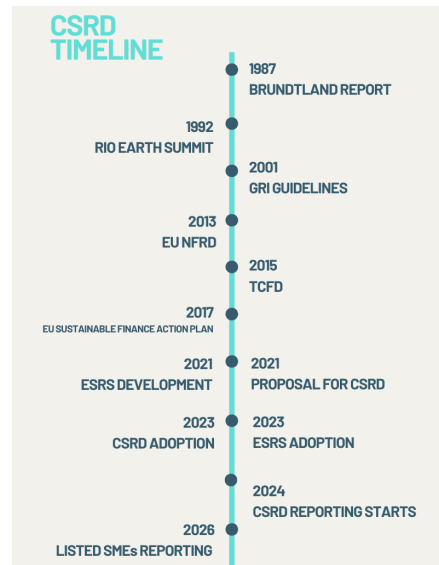 CSRD
TIMELINE
1987
BRUNDTLAND REPORT
1992
RIO EARTH SUMMIT
2001
GRI GUIDELINES
2013
EU NFRD
2015
TCFD
2017
EU SUSTAINABLE FINANCE ACTION PLAN
2021
ESRS DEVELOPMENT
2021
PROPOSAL FOR CSRD
2023
CSRD ADOPTION
2023
ESRS ADOPTION
2024
CSRD REPORTING STARTS
2026
LISTED SMEs REPORTING